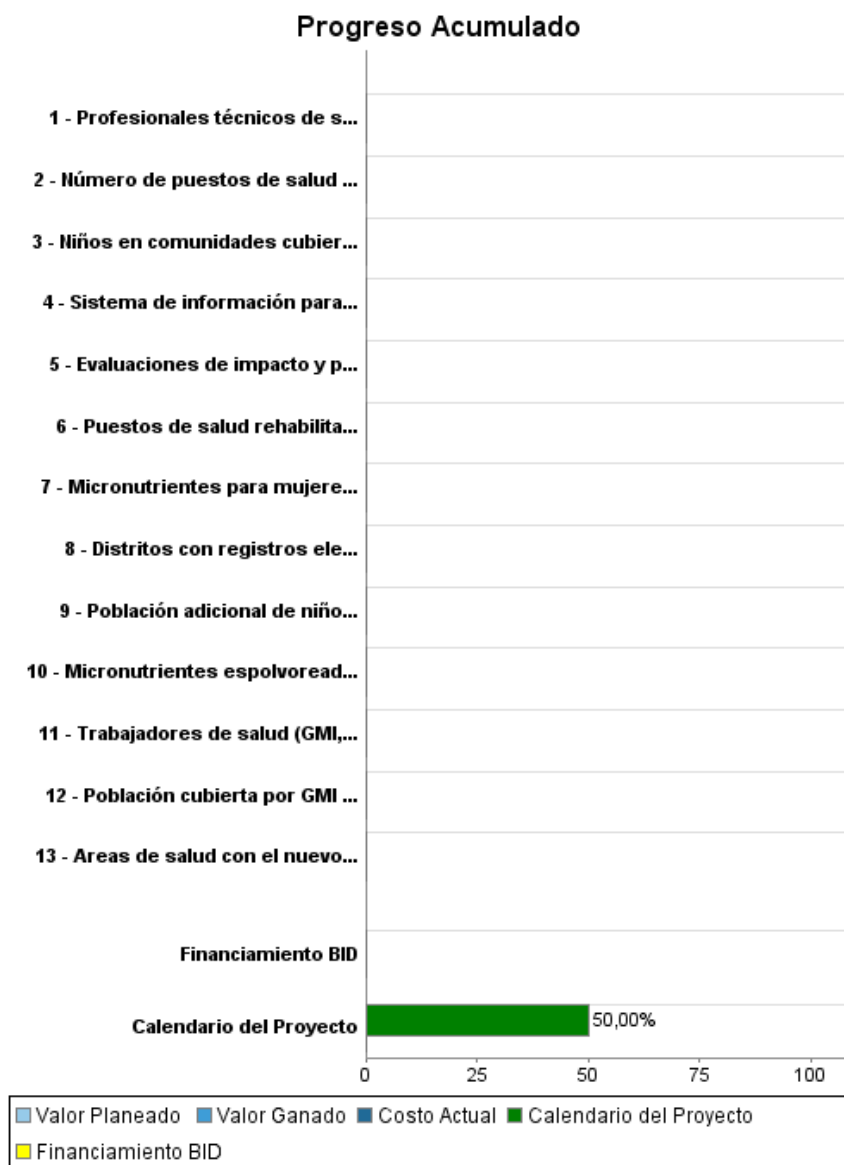 Progreso Acumulado
1 - Profesionales técnicos de s...
2 - Número de puestos de salud ...
3 - Niños en comunidades cubier...
4 - Sistema de información para...
5 - Evaluaciones de impacto y p...
6 - Puestos de salud rehabilita...
7 - Micronutrientes para mujere...
8 - Distritos con registros ele...
9 - Población adicional de niño...
10 - Micronutrientes espolvoread...
11 - Trabajadores de salud (GMI,...
12 - Población cubierta por GMI ...
13 - Areas de salud con el nuevo...
Financiamiento BID
Calendario del Proyecto 50,00%
0 25 50 75 100
Valor Planeado Valor Ganado Costo Actual Calendario del Proyecto
Financiamiento BID